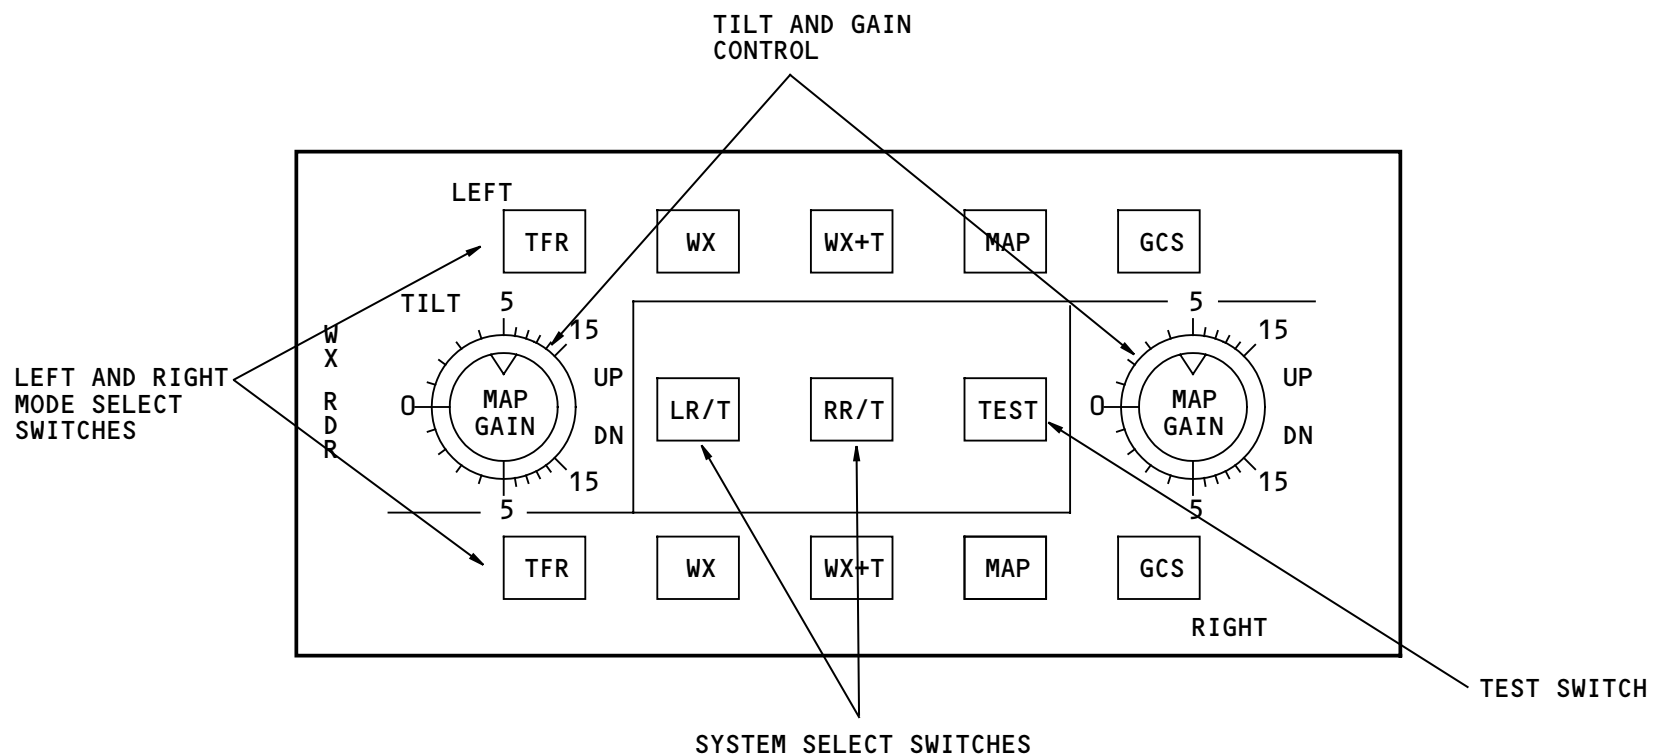 TILT AND GAIN
CONTROL
LEFT
TFR WX WX+T MAP GCS
TILT 5 5
15 15
WX RDR
UP UP
LEFT AND RIGHT
MODE SELECT
SWITCHES
0 MAP GAIN LR/T RR/T TEST 0 MAP GAIN
DN DN
15 15
5 5
TFR WX WX+T MAP GCS
RIGHT
TEST SWITCH
SYSTEM SELECT SWITCHES